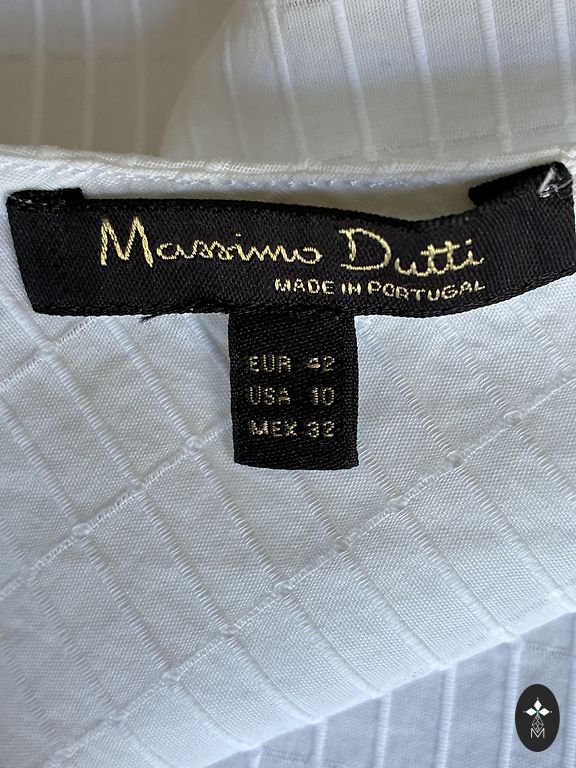 Massimo Dutti
MADE IN PORTUGAL
EUR 42
USA 10
MEX 32
M